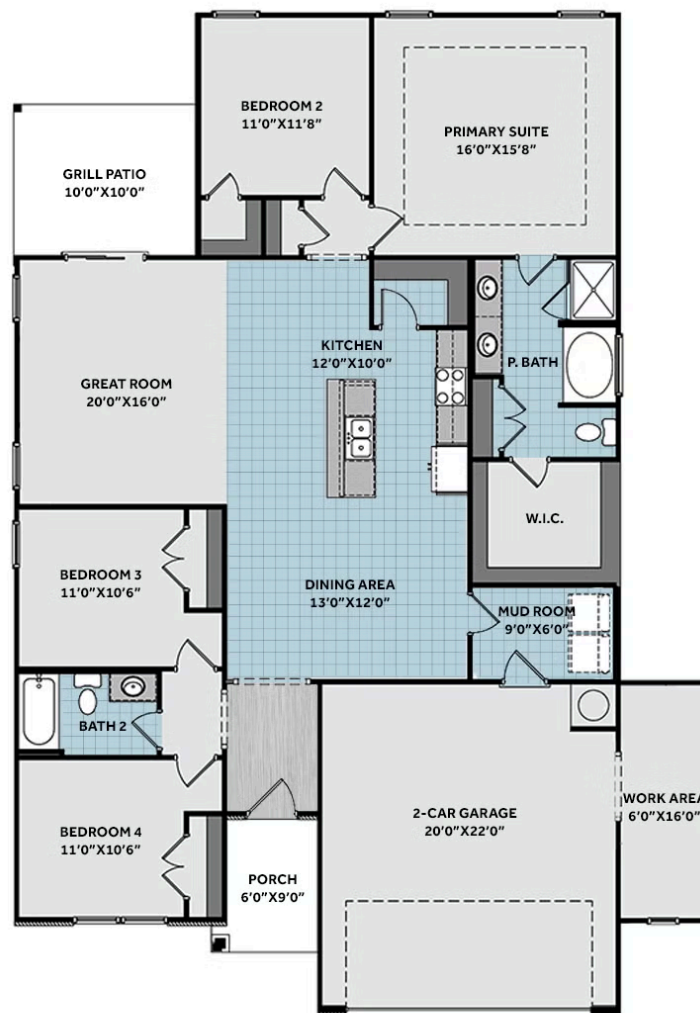 BEDROOM 2
11'0"X11'8"
PRIMARY SUITE
16'0"X15'8"
GRILL PATIO
10'0"X10'0"
KITCHEN
12'0"X10'0"
P. BATH
GREAT ROOM
20'0"X16'0"
W.I.C.
BEDROOM 3
11'0"X10'6"
DINING AREA
13'0"X12'0"
MUD ROOM
9'0"X6'0"
BATH 2
2-CAR GARAGE
20'0"X22'0"
WORK AREA
6'0"X16'0"
BEDROOM 4
11'0"X10'6"
PORCH
6'0"X9'0"